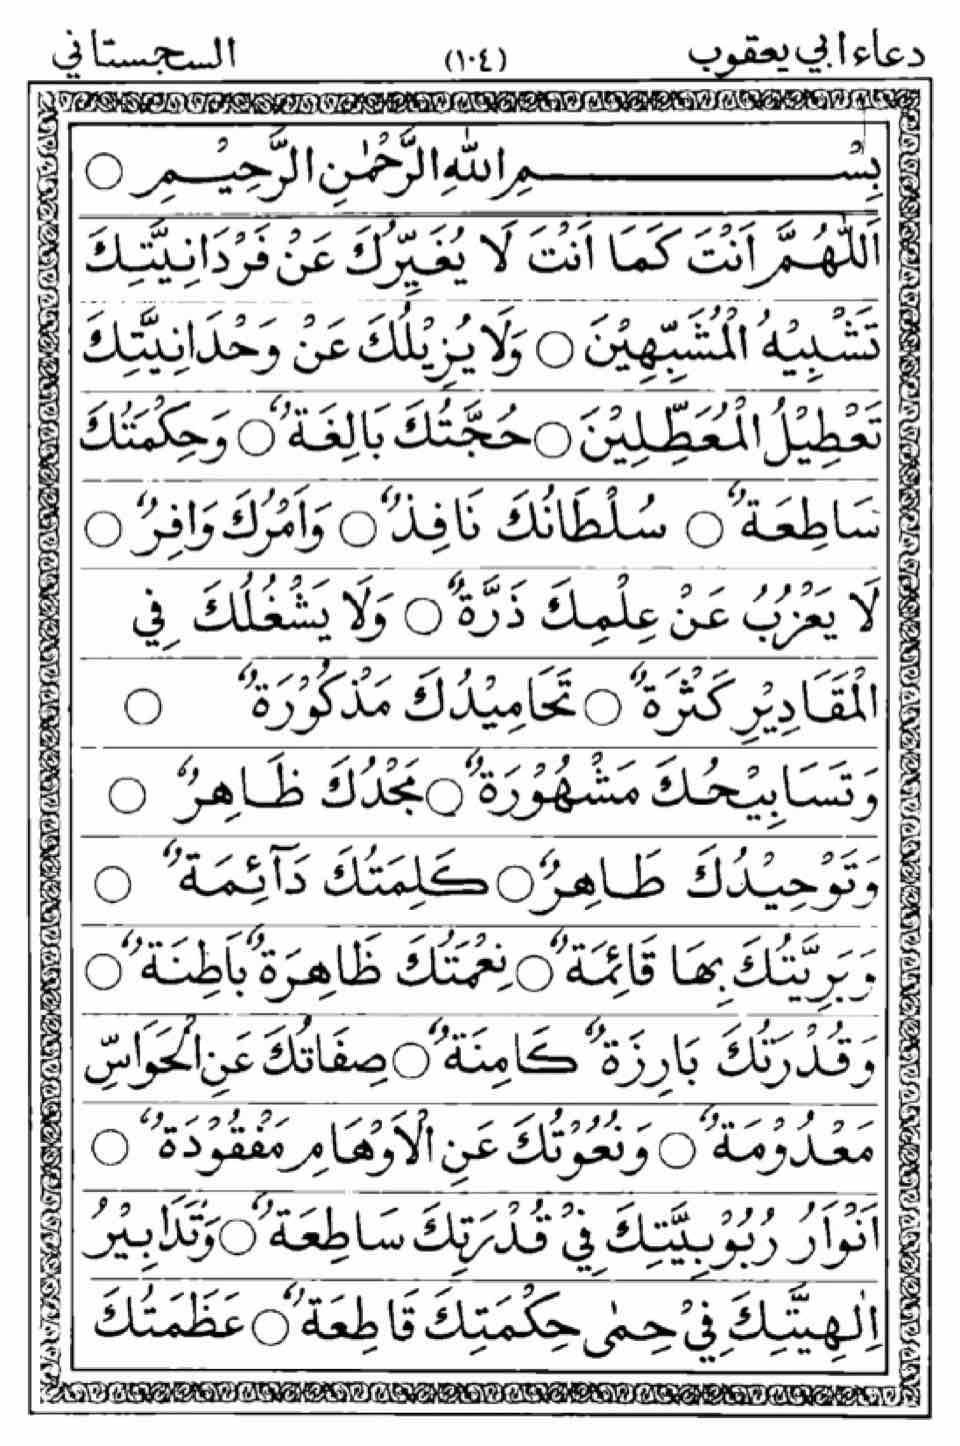 دعاء ابي يعقوب (١٠٤) السجستاني
بِسْمِ اللهِ الرَّحْمٰنِ الرَّحِيْمِ ○
اَللّٰهُمَّ اَنْتَ كَمَا اَنْتَ لَا يُغَيِّرُكَ عَنْ فَرْدَانِيَّتِكَ
تَشْبِيْهُ الْمُشَبِّهِيْنَ ○ وَلَا يُزِيْلُكَ عَنْ وَحْدَانِيَّتِكَ
تَعْطِيْلُ الْمُعَطِّلِيْنَ ○ حُجَّتُكَ بَالِغَةٌ ○ وَحِكْمَتُكَ
سَاطِعَةٌ ○ سُلْطَانُكَ نَافِذٌ ○ وَاَمْرُكَ وَافِرٌ ○
لَا يَعْزُبُ عَنْ عِلْمِكَ ذَرَّةٌ ○ وَلَا يَشْغُلُكَ فِي
الْمَقَادِيْرِ كَثْرَةٌ ○ تَحَامِيْدُكَ مَذْكُوْرَةٌ ○
وَتَسَابِيْحُكَ مَشْهُوْرَةٌ ○ مَجْدُكَ ظَاهِرٌ ○
وَتَوْحِيْدُكَ طَاهِرٌ ○ كَلِمَتُكَ دَآئِمَةٌ ○
وَبَرِيَّتُكَ بِهَا قَائِمَةٌ ○ نِعْمَتُكَ ظَاهِرَةٌ بَاطِنَةٌ ○
وَقُدْرَتُكَ بَارِزَةٌ كَامِنَةٌ ○ صِفَاتُكَ عَنِ الْحَوَاسِّ
مَعْدُوْمَةٌ ○ وَنُعُوْتُكَ عَنِ الْاَوْهَامِ مَفْقُوْدَةٌ ○
اَنْوَارُ رُبُوْبِيَّتِكَ فِيْ قُدْرَتِكَ سَاطِعَةٌ ○ وَتَدَابِيْرُ
اِلٰهِيَّتِكَ فِيْ حِمٰى حِكْمَتِكَ قَاطِعَةٌ ○ عَظَمَتُكَ